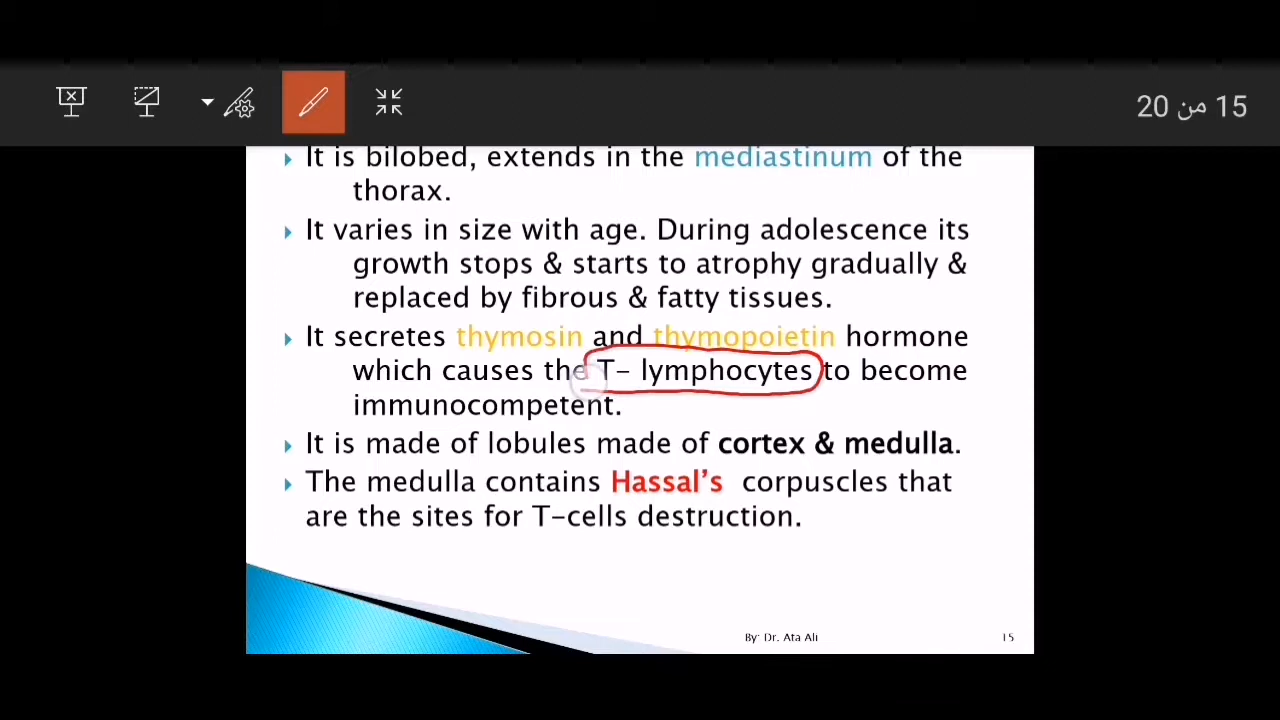 15 من 20
It is bilobed, extends in the mediastinum of the
thorax.
It varies in size with age. During adolescence its
growth stops & starts to atrophy gradually &
replaced by fibrous & fatty tissues.
It secretes thymosin and thymopoietin hormone
which causes the T- lymphocytes to become
immunocompetent.
It is made of lobules made of cortex & medulla.
The medulla contains Hassal's corpuscles that
are the sites for T-cells destruction.
By: Dr. Ata Ali
15